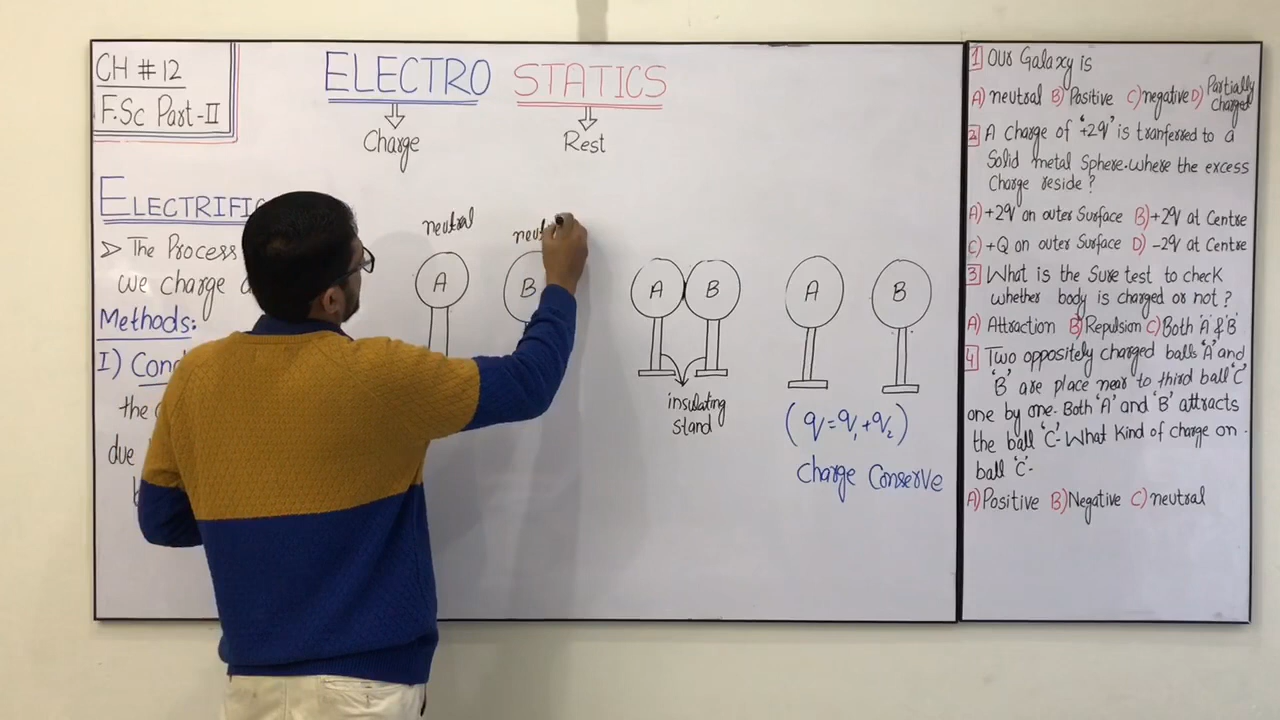 CH # 12
F.Sc Part-II
ELECTRO STATICS
Charge
Rest
ELECTRIFIC
➤ The Process
we charge
Methods:
I) Con
the
due
neutral
neut
A
B
A
B
insulating
stand
A
B
(q=q₁+q₂)
Charge Conserve
1 Our Galaxy is
A) neutral B) Positive C) negative D) Partially charged
2 A charge of '+2q' is tranferred to a
Solid metal Sphere. Where the excess
Charge reside?
A) +2q on outer Surface B) +2q at Centre
C) +Q on outer Surface D) -2q at Centre
3 What is the Sure test to check
whether body is charged or not?
A) Attraction B) Repulsion C) Both 'A' & 'B'
4 Two oppositely charged balls 'A' and
'B' are place near to third ball 'C'
one by one. Both 'A' and 'B' attracts
the ball 'C'. What Kind of charge on
ball 'C'.
A) Positive B) Negative C) neutral